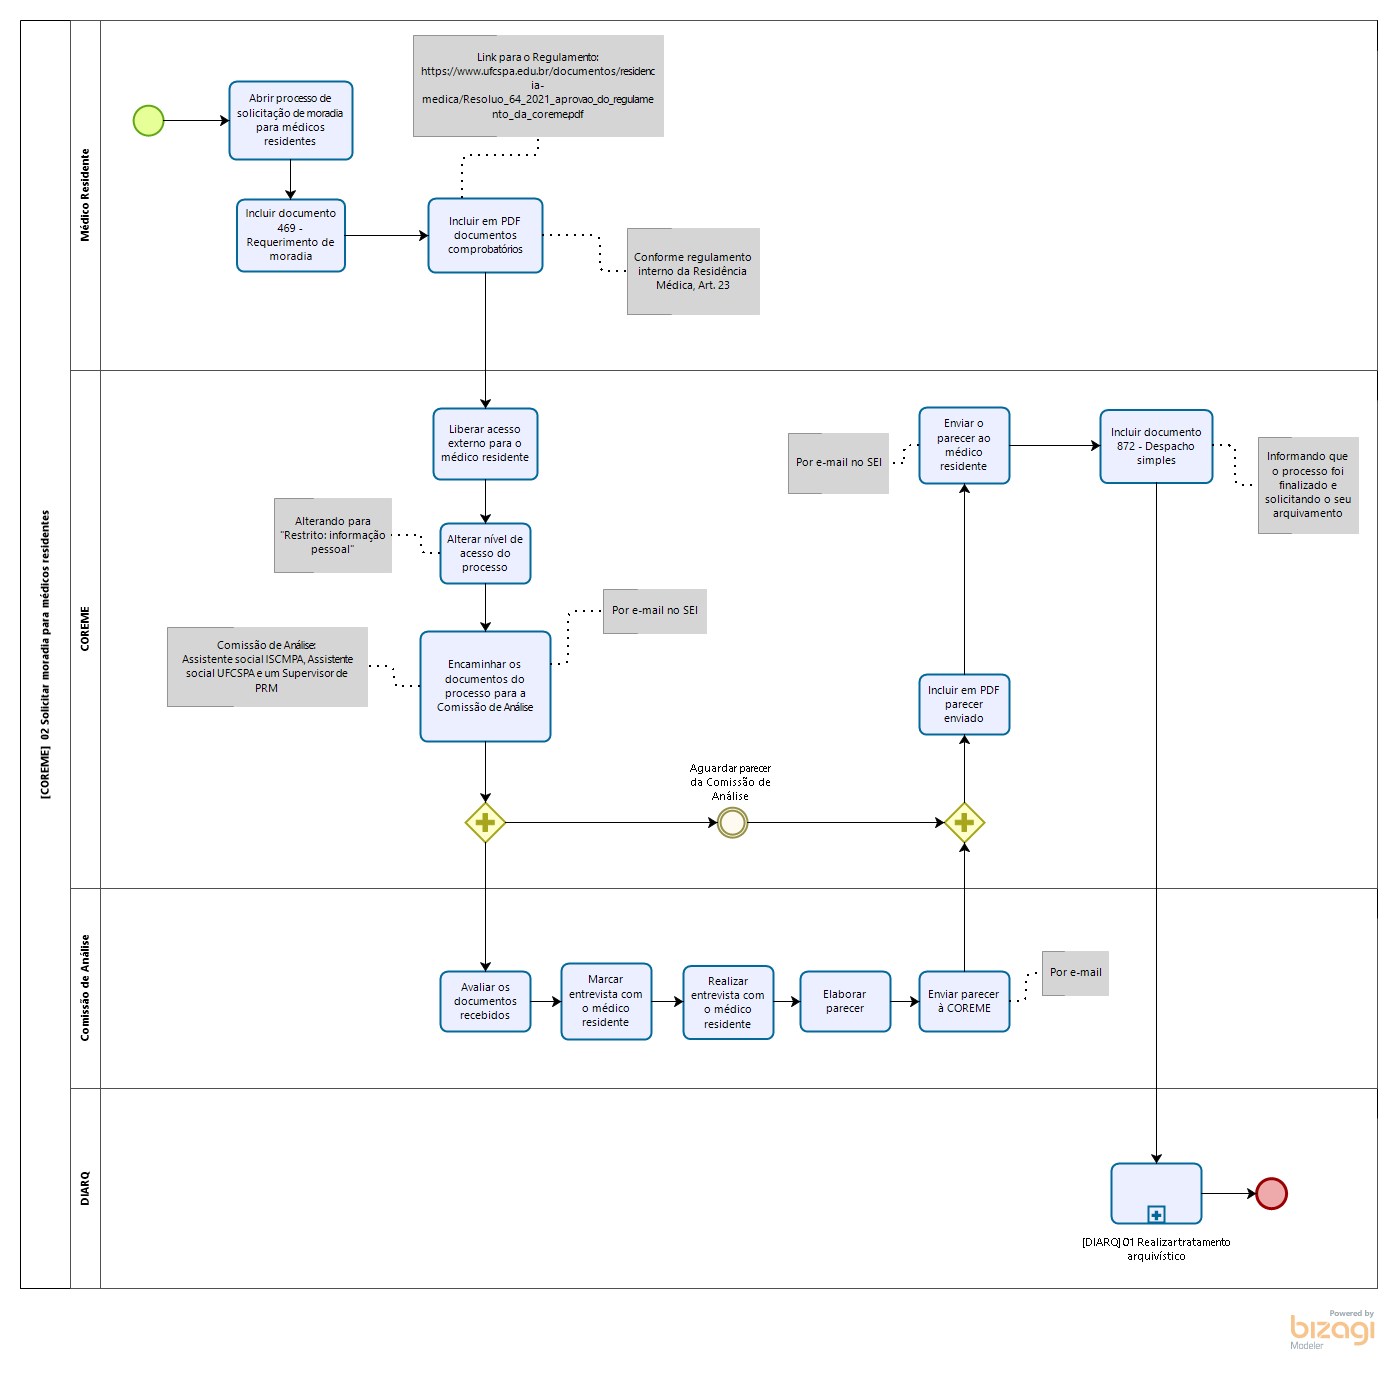 [COREME]  02 Solicitar moradia para médicos residentes
Médico Residente
Abrir processo de
solicitação de moradia
para médicos
residentes
Incluir documento
469 -
Requerimento de
moradia
Link para o Regulamento:
https://www.ufcspa.edu.br/documentos/residenc
ia-
medica/Resoluo_64_2021_aprovao_do_regulame
nto_da_coreme.pdf
Incluir em PDF
documentos
comprobatórios
Conforme regulamento
interno da Residência
Médica, Art. 23
COREME
Liberar acesso
externo para o
médico residente
Alterando para
"Restrito: informação
pessoal"
Alterar nível de
acesso do
processo
Comissão de Análise:
Assistente social ISCMPA, Assistente
social UFCSPA e um Supervisor de
PRM
Encaminhar os
documentos do
processo para a
Comissão de Análise
Por e-mail no SEI
Aguardar parecer
da Comissão de
Análise
Incluir em PDF
parecer
enviado
Por e-mail no SEI
Enviar o
parecer ao
médico
residente
Incluir documento
872 - Despacho
simples
Informando que
o processo foi
finalizado e
solicitando o seu
arquivamento
Comissão de Análise
Avaliar os
documentos
recebidos
Marcar
entrevista com
o médico
residente
Realizar
entrevista com
o médico
residente
Elaborar
parecer
Enviar parecer
à COREME
Por e-mail
DIARQ
[DIARQ] 01 Realizar tratamento
arquivístico
Powered by
bizagi
Modeler